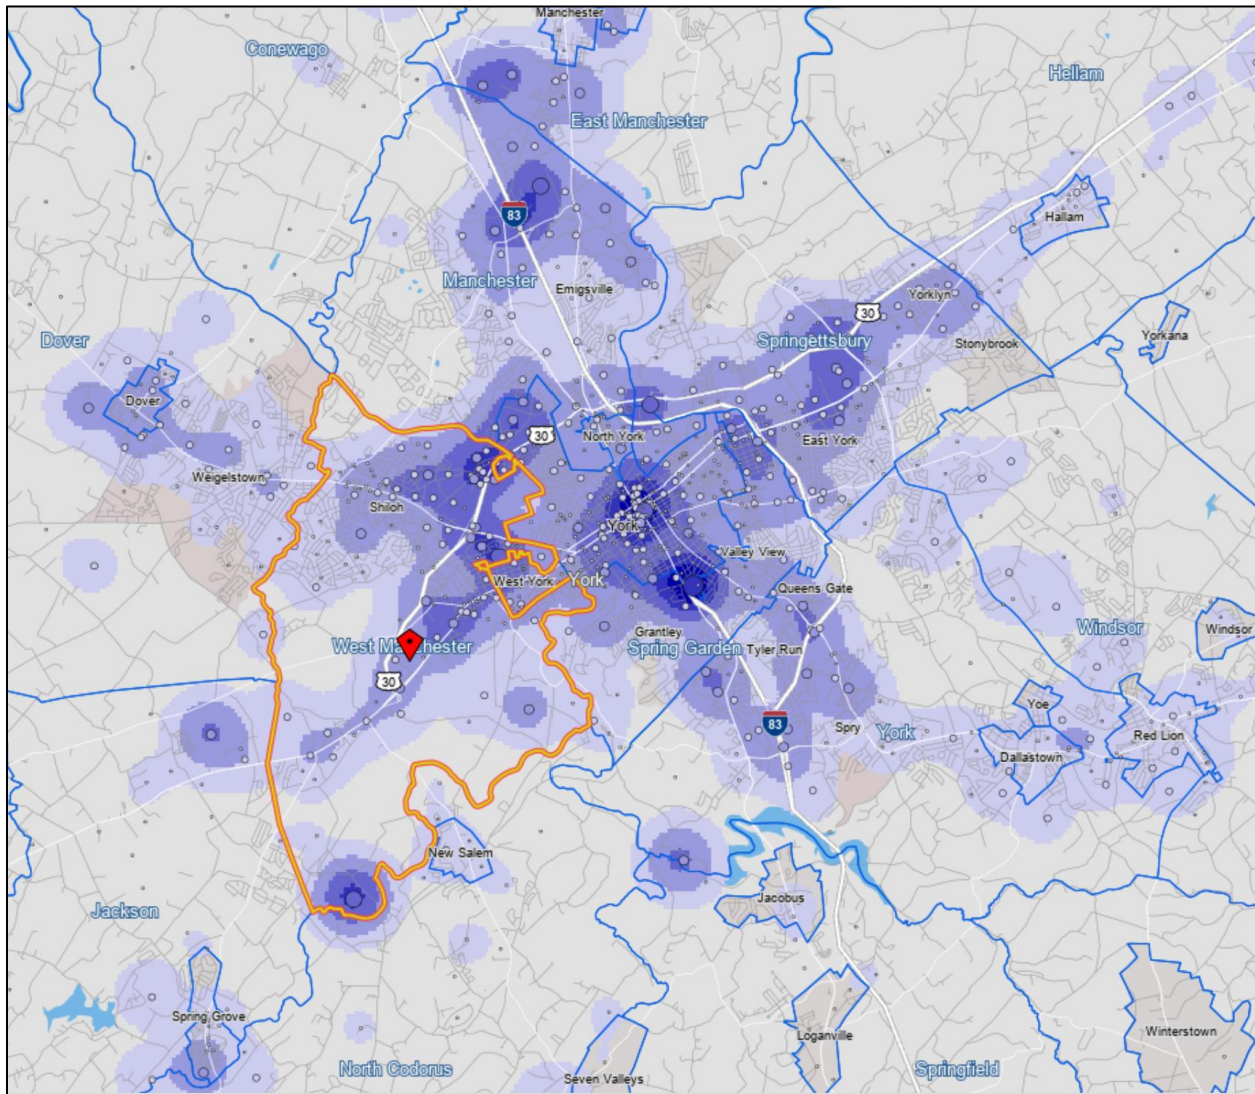 Manchester
Conewago
Hellam
East Manchester
83
Hallam
Manchester
Emigsville
Yorklyn
30
Springettsbury
Stonybrook
Yorkana
Dover
Dover
30
North York
East York
Weigelstown
Shiloh
York
Valley View
West York
York
Queens Gate
Grantley
West Manchester
Spring Garden
Tyler Run
Windsor
Windsor
30
Yoe
83
Spry
York
Red Lion
Dallastown
New Salem
Jacobus
Jackson
Spring Grove
Loganville
Winterstown
North Codorus
Seven Valleys
Springfield